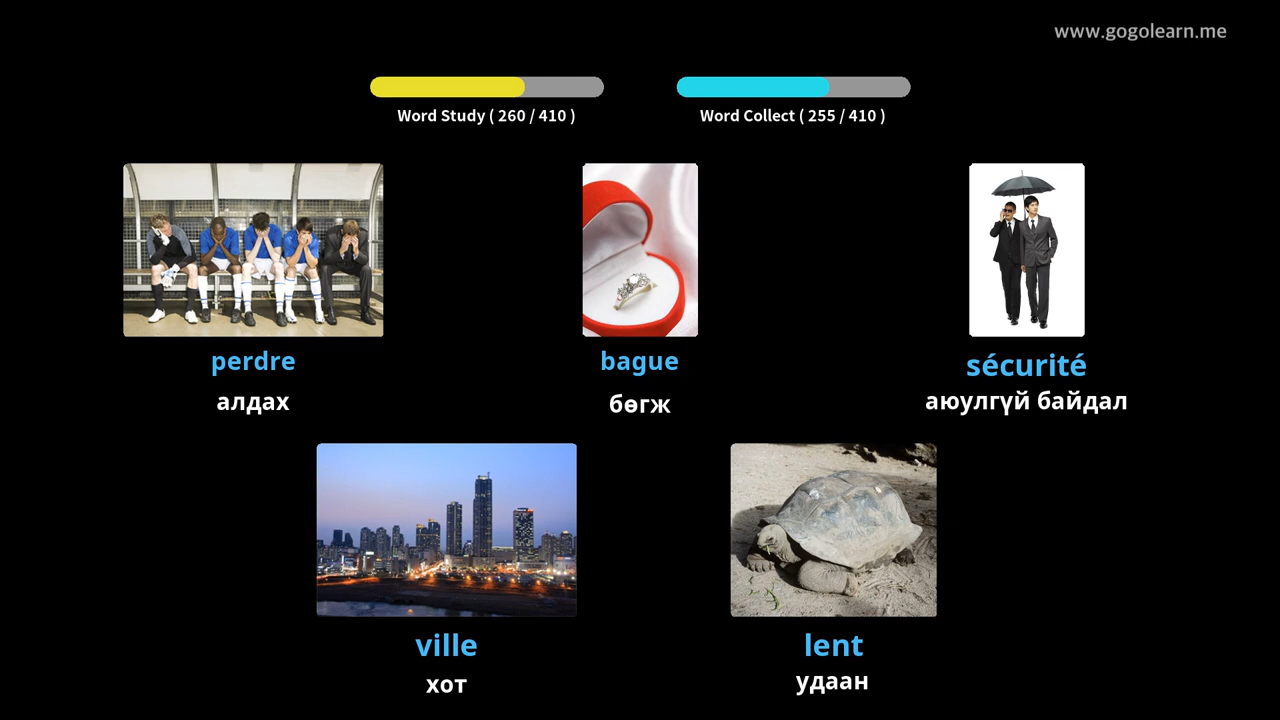 www.gogolearn.me
Word Study ( 260 / 410 )
Word Collect ( 255 / 410 )
perdre
алдах
bague
бөгж
sécurité
аюулгүй байдал
ville
хот
lent
удаан